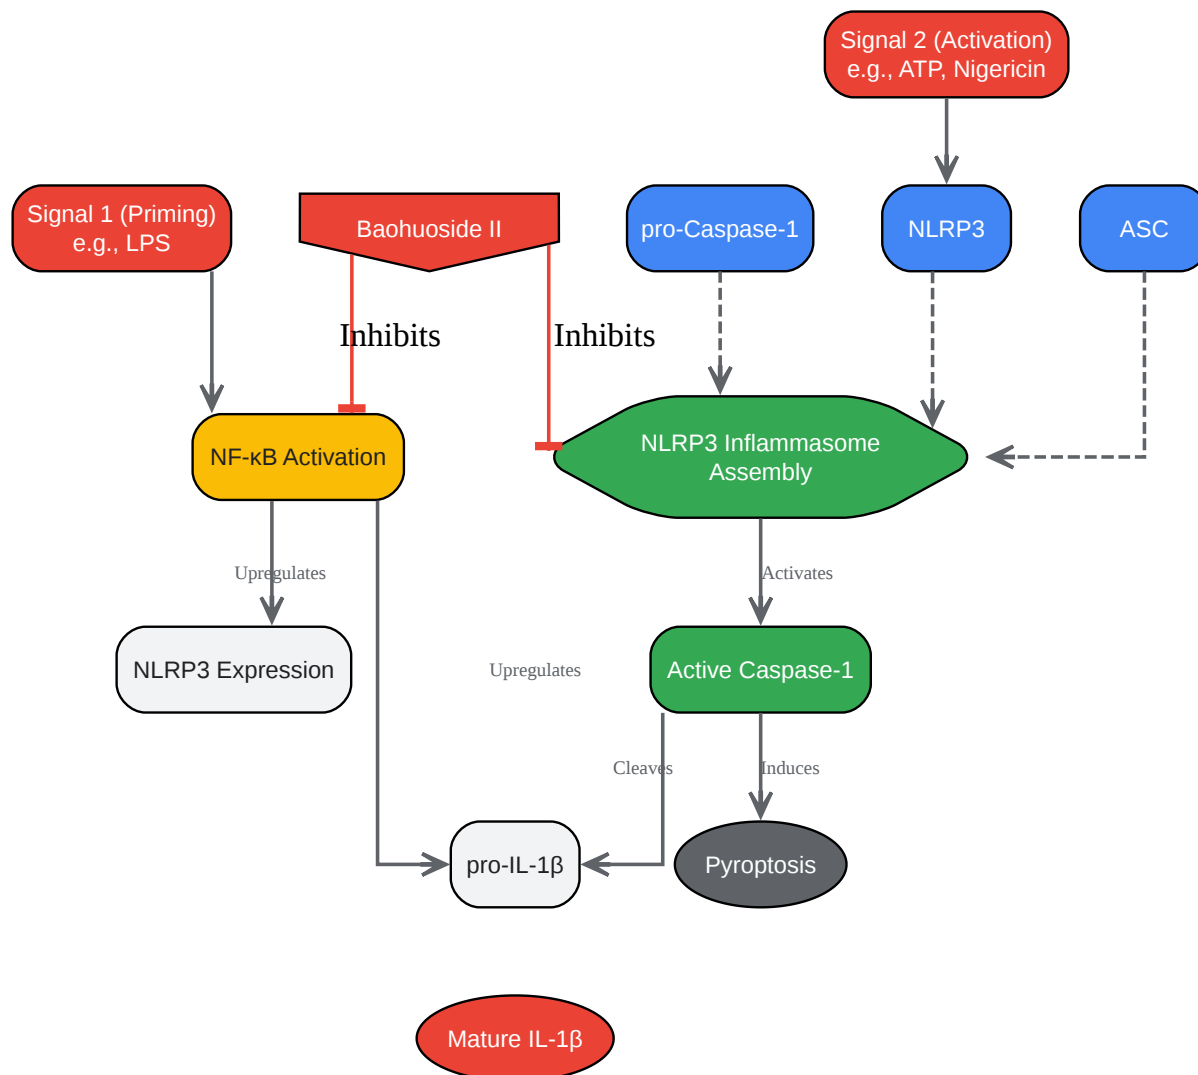 Signal 2 (Activation)
e.g., ATP, Nigericin
Signal 1 (Priming)
e.g., LPS
Baohuoside II
pro-Caspase-1
NLRP3
ASC
Inhibits
Inhibits
NF-κB Activation
NLRP3 Inflammasome
Assembly
Upregulates
Activates
NLRP3 Expression
Upregulates
Active Caspase-1
Cleaves
Induces
pro-IL-1β
Pyroptosis
Mature IL-1β